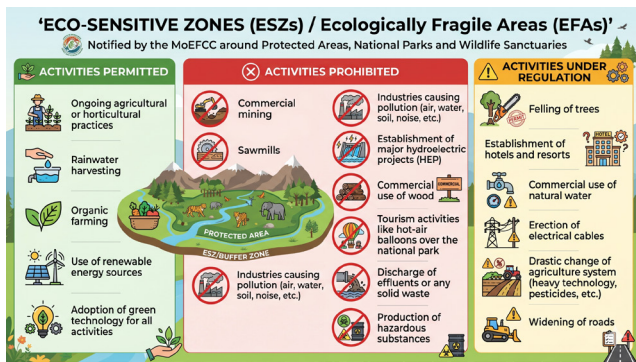 'ECO-SENSITIVE ZONES (ESZs) / Ecologically Fragile Areas (EFAs)'
Notified by the MoEFCC around Protected Areas, National Parks and Wildlife Sanctuaries
ACTIVITIES PERMITTED
Ongoing agricultural
or horticultural
practices
Rainwater
harvesting
Organic
farming
Use of renewable
energy sources
Adoption of green
technology for all
activities
ACTIVITIES PROHIBITED
Commercial
mining
Sawmills
PROTECTED AREA
ESZ/BUFFER ZONE
Industries causing
pollution (air, water,
soil, noise, etc.)
Industries causing
pollution (air, water,
soil, noise, etc.)
Establishment of
major hydroelectric
projects (HEP)
Commercial
use of wood
COMMERCIAL
Tourism activities
like hot-air
balloons over the
national park
Discharge of
effluents or any
solid waste
Production of
hazardous
substances
ACTIVITIES UNDER
REGULATION
Felling of trees
Establishment of
hotels and resorts
HOTEL
Commercial use of
natural water
Erection of
electrical cables
Drastic change of
agriculture system
(heavy technology,
pesticides, etc.)
Widening of roads